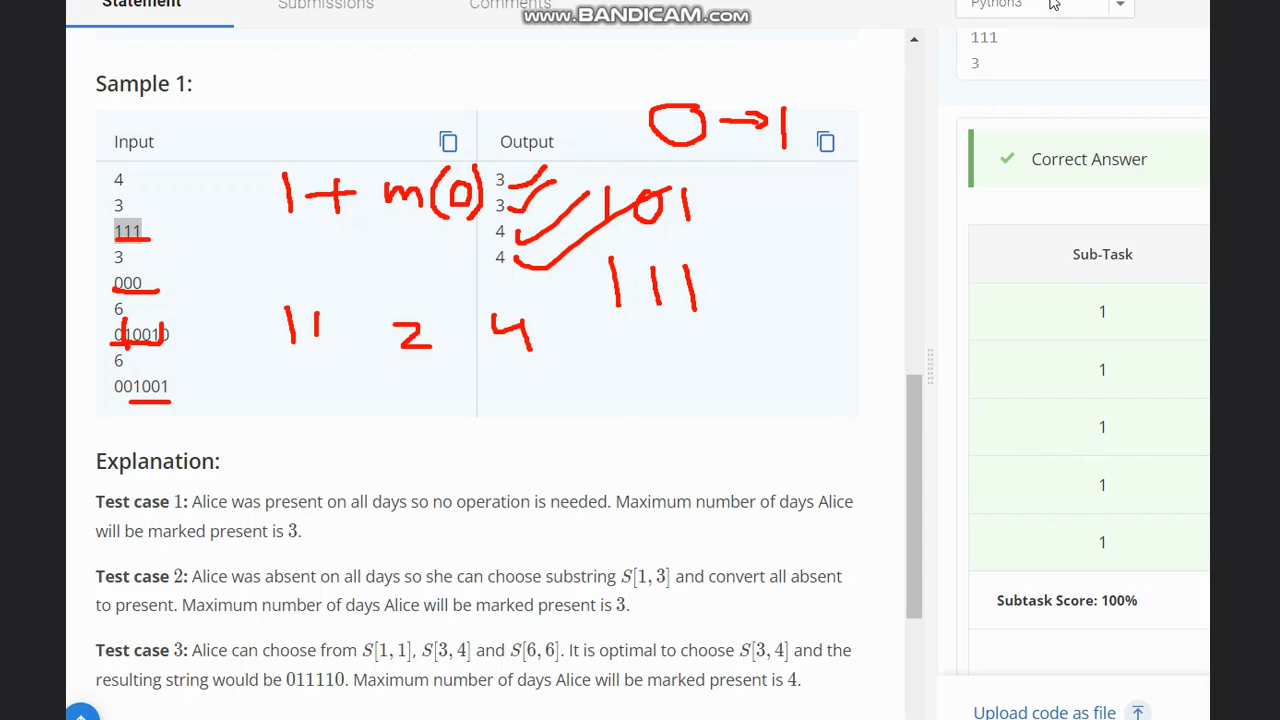 Statement Submissions Comments
www.BANDICAM.com
Python3
111
3
Sample 1:
Input
Output
4
3
111
3
000
6
010010
6
001001
3
3
4
4
0 → 1
1 + m(0)
101
111
11 2 4
Correct Answer
Sub-Task
1
1
1
1
1
Subtask Score: 100%
Upload code as file
Explanation:
Test case 1: Alice was present on all days so no operation is needed. Maximum number of days Alice
will be marked present is 3.
Test case 2: Alice was absent on all days so she can choose substring S[1, 3] and convert all absent
to present. Maximum number of days Alice will be marked present is 3.
Test case 3: Alice can choose from S[1, 1], S[3, 4] and S[6, 6]. It is optimal to choose S[3, 4] and the
resulting string would be 011110. Maximum number of days Alice will be marked present is 4.